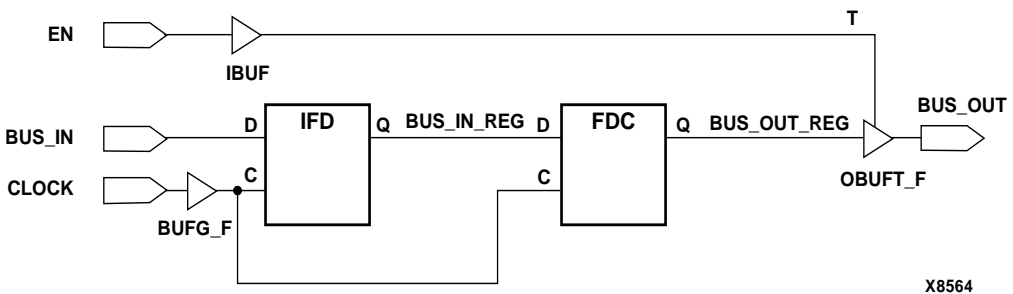 EN
IBUF
T
BUS_IN
D
IFD
Q
BUS_IN_REG
D
FDC
Q
BUS_OUT_REG
BUS_OUT
CLOCK
C
C
BUFG_F
OBUFT_F
X8564